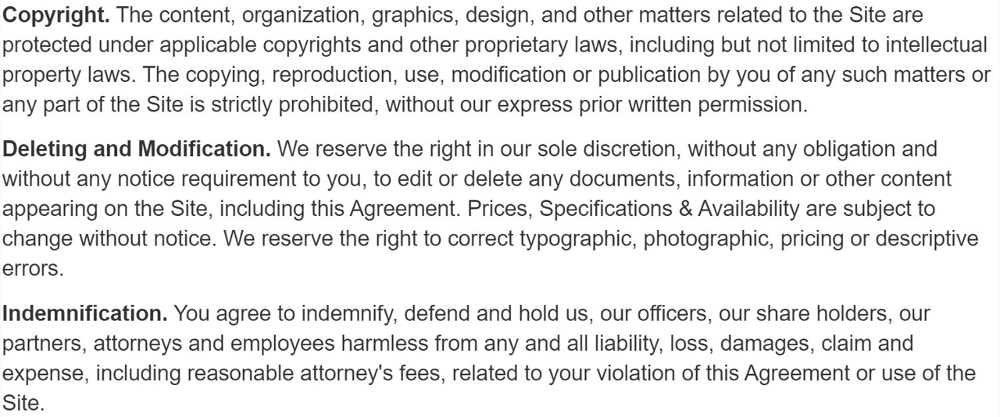 Copyright. The content, organization, graphics, design, and other matters related to the Site are
protected under applicable copyrights and other proprietary laws, including but not limited to intellectual
property laws. The copying, reproduction, use, modification or publication by you of any such matters or
any part of the Site is strictly prohibited, without our express prior written permission.
Deleting and Modification. We reserve the right in our sole discretion, without any obligation and
without any notice requirement to you, to edit or delete any documents, information or other content
appearing on the Site, including this Agreement. Prices, Specifications & Availability are subject to
change without notice. We reserve the right to correct typographic, photographic, pricing or descriptive
errors.
Indemnification. You agree to indemnify, defend and hold us, our officers, our share holders, our
partners, attorneys and employees harmless from any and all liability, loss, damages, claim and
expense, including reasonable attorney's fees, related to your violation of this Agreement or use of the
Site.